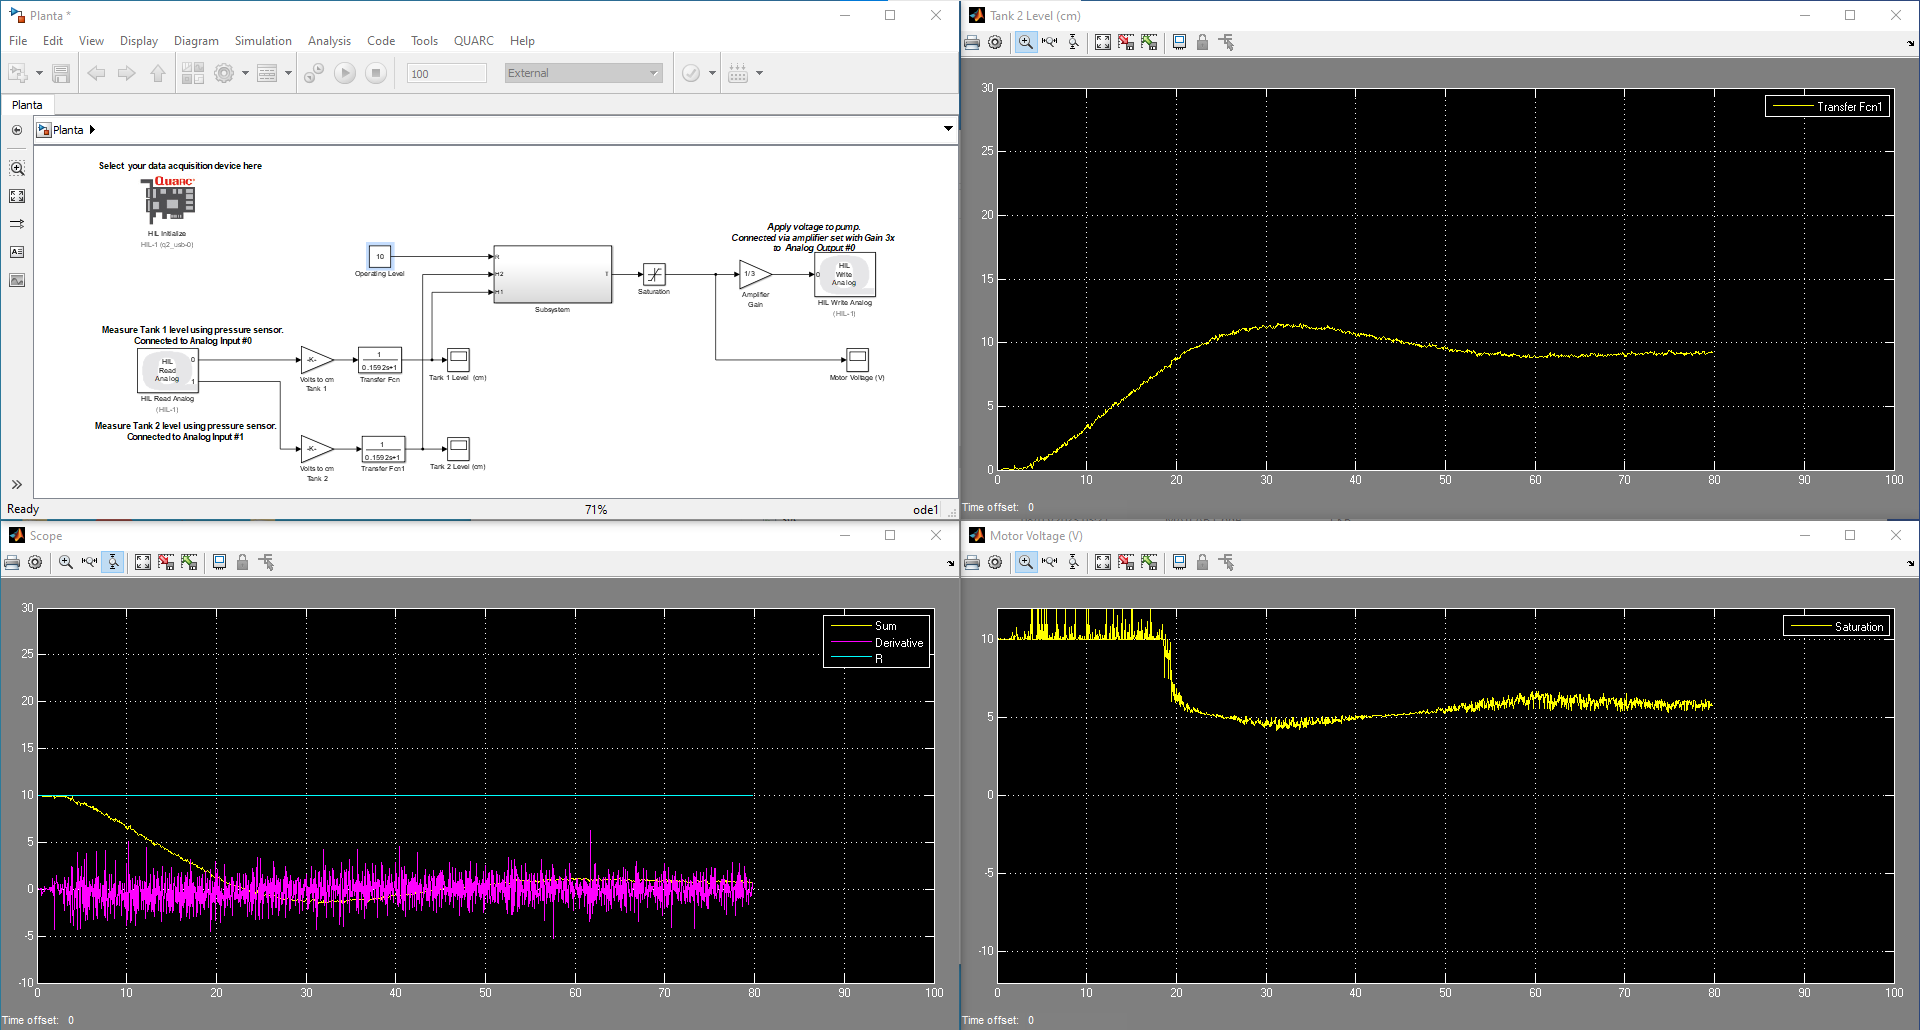 Planta *
File Edit View Display Diagram Simulation Analysis Code Tools QUARC Help
100 External
Planta
Planta
Select your data acquisition device here
QUARC
HIL Initialize
HIL-1 (q2_usb-0)
10
Operating Level
R
H2
H1
1
Subsystem
Saturation
Apply voltage to pump.
Connected via amplifier set with Gain 3x
to Analog Output #0
1/3
Amplifier
Gain
0
HIL
Write
Analog
HIL Write Analog
(HIL-1)
Motor Voltage (V)
Measure Tank 1 level using pressure sensor.
Connected to Analog Input #0
HIL
Read
Analog
0
1
HIL Read Analog
(HIL-1)
-K-
Volts to cm
Tank 1
1
0.1592s+1
Transfer Fcn
Tank 1 Level (cm)
Measure Tank 2 level using pressure sensor.
Connected to Analog Input #1
-K-
Volts to cm
Tank 2
1
0.1592s+1
Transfer Fcn1
Tank 2 Level (cm)
Ready 71% ode1
Tank 2 Level (cm)
Transfer Fcn1
30
25
20
15
10
5
0
0 10 20 30 40 50 60 70 80 90 100
Time offset: 0
Scope
Sum
Derivative
R
30
25
20
15
10
5
0
-5
-10
0 10 20 30 40 50 60 70 80 90 100
Time offset: 0
Motor Voltage (V)
Saturation
10
5
0
-5
-10
0 10 20 30 40 50 60 70 80 90 100
Time offset: 0